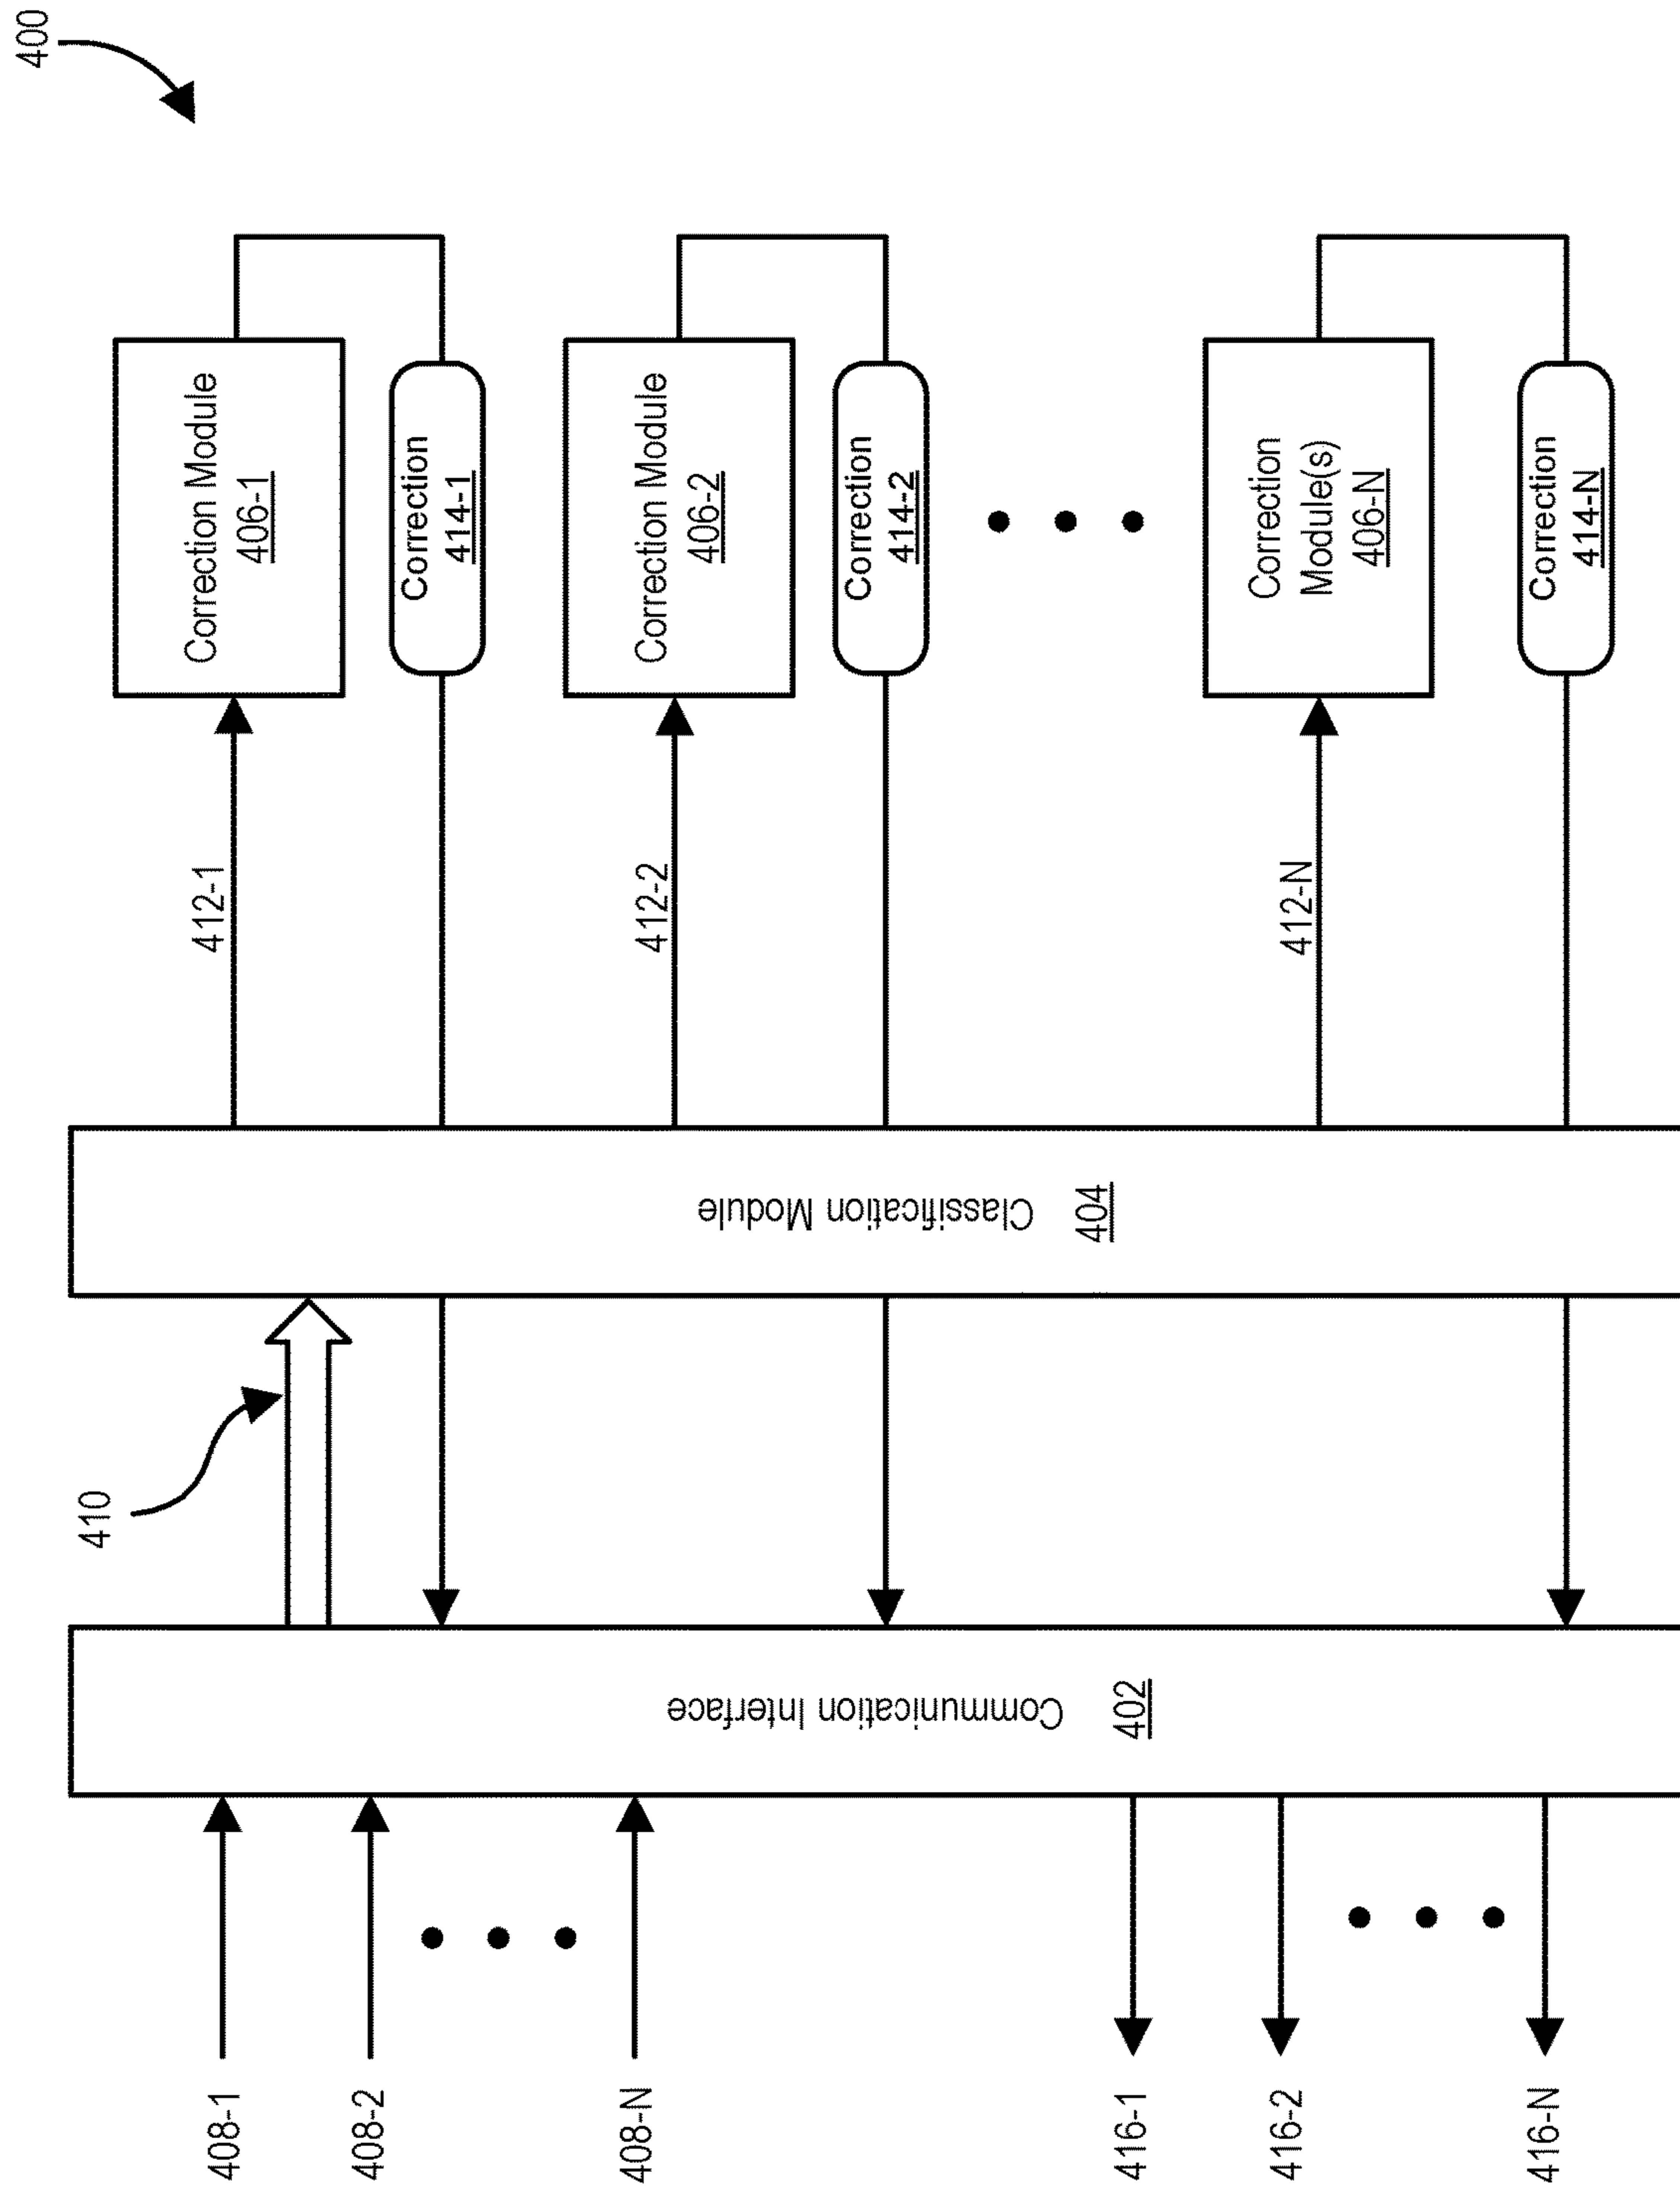 400
408-1
408-2
408-N
416-1
416-2
416-N
Communication Interface
402
410
Classification Module
404
412-1
412-2
412-N
Correction Module
406-1
Correction
414-1
Correction Module
406-2
Correction
414-2
Correction
Module(s)
406-N
Correction
414-N